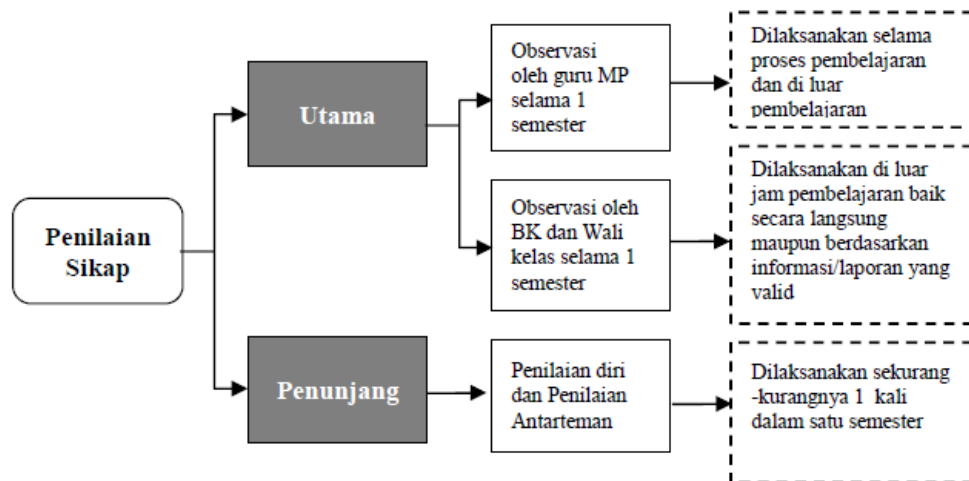 Penilaian
Sikap
Utama
Observasi
oleh guru MP
selama 1
semester
Dilaksanakan selama
proses pembelajaran
dan di luar
pembelajaran
Observasi oleh
BK dan Wali
kelas selama 1
semester
Dilaksanakan di luar
jam pembelajaran baik
secara langsung
maupun berdasarkan
informasi/laporan yang
valid
Penunjang
Penilaian diri
dan Penilaian
Antarteman
Dilaksanakan sekurang
-kurangnya 1 kali
dalam satu semester